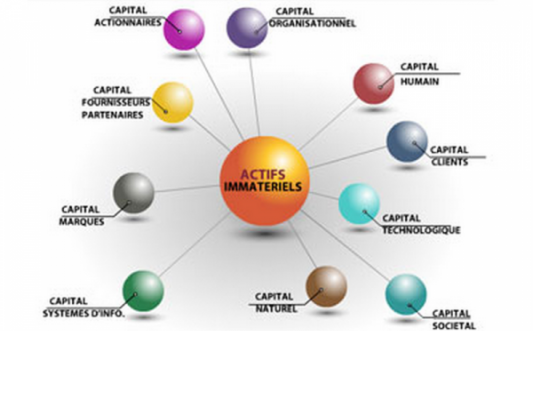 CAPITAL
ACTIONNAIRES
CAPITAL
ORGANISATIONNEL
CAPITAL
HUMAIN
CAPITAL
FOURNISSEURS
PARTENAIRES
CAPITAL
CLIENTS
ACTIFS
IMMATERIELS
CAPITAL
MARQUES
CAPITAL
TECHNOLOGIQUE
CAPITAL
SYSTEMES D'INFO.
CAPITAL
NATUREL
CAPITAL
SOCIETAL